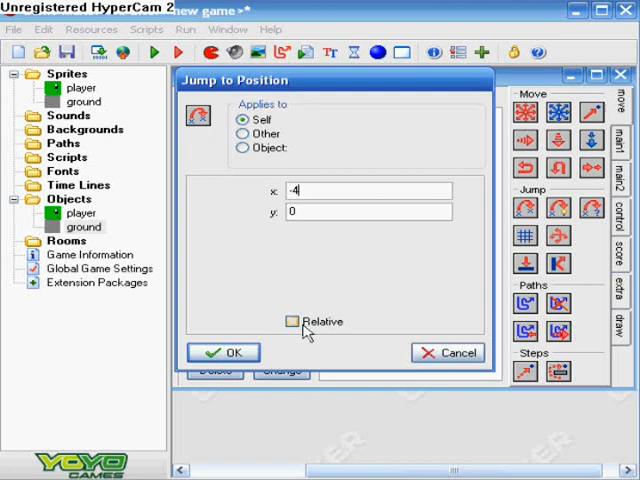 Unregistered HyperCam 2
new game>*
File
Edit
Resources
Scripts
Run
Window
Help
Sprites
player
ground
Sounds
Backgrounds
Paths
Scripts
Fonts
Time Lines
Objects
player
ground
Rooms
Game Information
Global Game Settings
Extension Packages
YOYO
GAMES
Jump to Position
Applies to
Self
Other
Object:
x: -4
y: 0
Relative
OK
Cancel
Delete
Change
Move
Jump
Paths
Steps
move
main1
main2
control
score
extra
draw